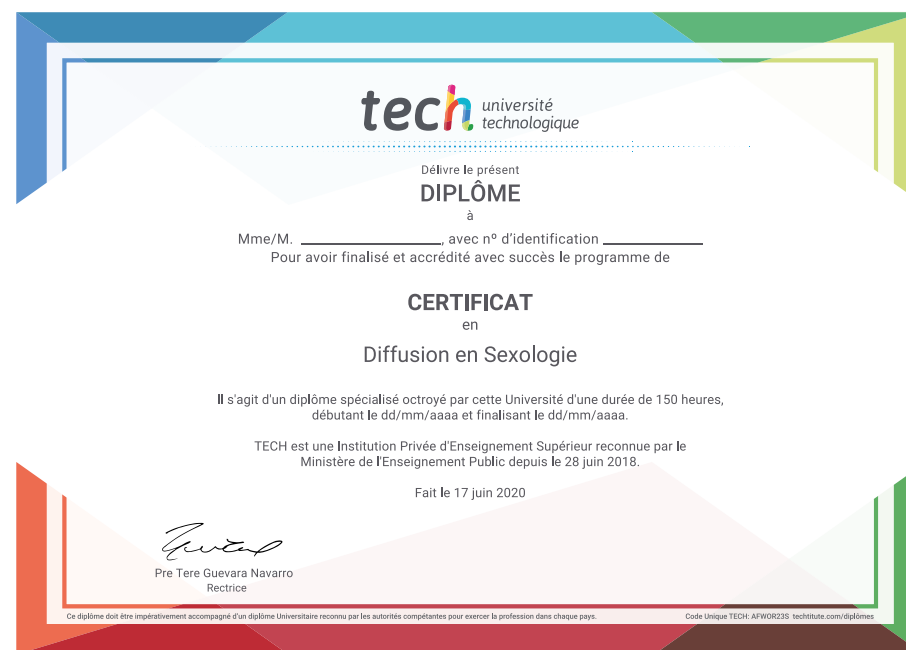 tech université
technologique
Délivre le présent
DIPLÔME
à
Mme/M. ____________________, avec nº d'identification ______________
Pour avoir finalisé et accrédité avec succès le programme de
CERTIFICAT
en
Diffusion en Sexologie
Il s'agit d'un diplôme spécialisé octroyé par cette Université d'une durée de 150 heures,
débutant le dd/mm/aaaa et finalisant le dd/mm/aaaa.
TECH est une Institution Privée d'Enseignement Supérieur reconnue par le
Ministère de l'Enseignement Public depuis le 28 juin 2018.
Fait le 17 juin 2020
Pre Tere Guevara Navarro
Rectrice
Ce diplôme doit être impérativement accompagné d'un diplôme Universitaire reconnu par les autorités compétantes pour exercer la profession dans chaque pays.
Code Unique TECH: AFWOR23S techtitute.com/diplômes